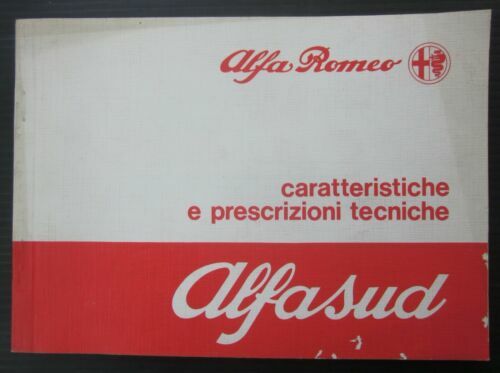 Alfa Romeo
caratteristiche
e prescrizioni tecniche
Alfasud